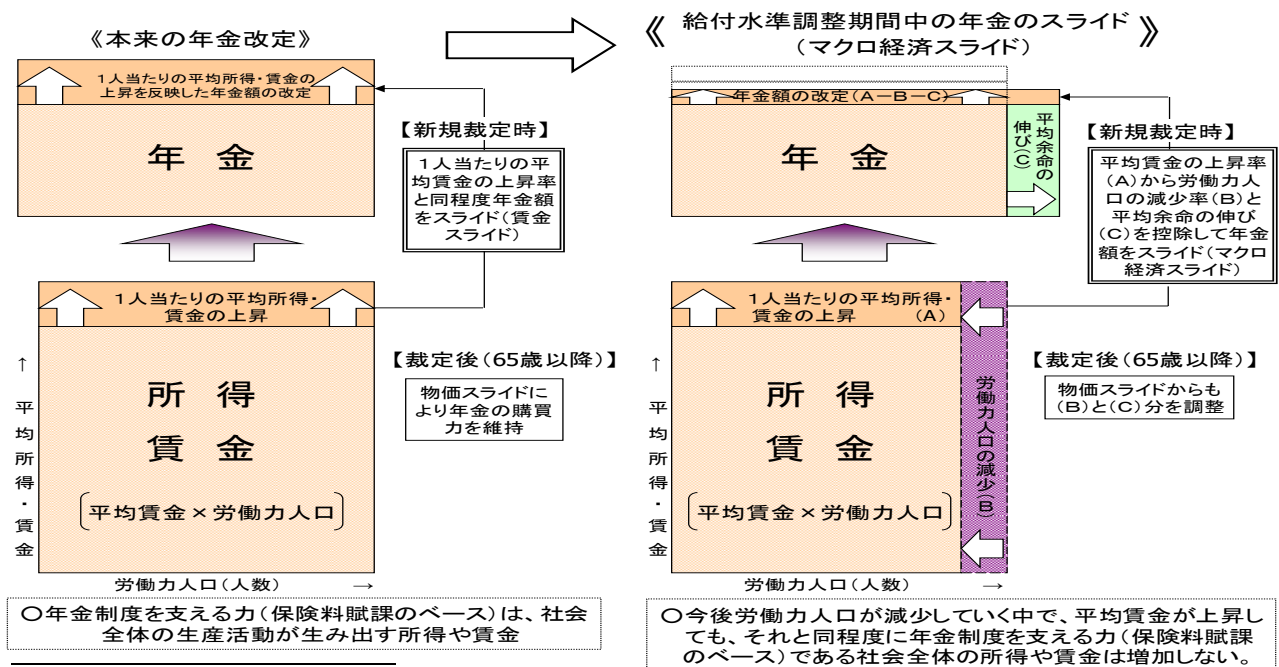 《本来の年金改定》
1人当たりの平均所得・賃金の
上昇を反映した年金額の改定
年 金
【新規裁定時】
1人当たりの平
均賃金の上昇率
と同程度年金額
をスライド(賃金
スライド)
1人当たりの平均所得・
賃金の上昇
所 得
賃 金
平均賃金×労働力人口
↑
平均所得・賃金
労働力人口(人数) →
【裁定後(65歳以降)】
物価スライドに
より年金の購買
力を維持
○年金制度を支える力(保険料賦課のベース)は、社会
全体の生産活動が生み出す所得や賃金
《 給付水準調整期間中の年金のスライド 》
(マクロ経済スライド)
年金額の改定(A-B-C)
年 金
平均余命の
伸び(C)
【新規裁定時】
平均賃金の上昇率
(A)から労働力人
口の減少率(B)と
平均余命の伸び
(C)を控除して年金
額をスライド(マクロ
経済スライド)
1人当たりの平均所得・
賃金の上昇 (A)
所 得
賃 金
平均賃金×労働力人口
労働力人口の減少(B)
↑
平均所得・賃金
労働力人口(人数) →
【裁定後(65歳以降)】
物価スライドからも
(B)と(C)分を調整
○今後労働力人口が減少していく中で、平均賃金が上昇し
ても、それと同程度に年金制度を支える力(保険料賦課
のベース)である社会全体の所得や賃金は増加しない。